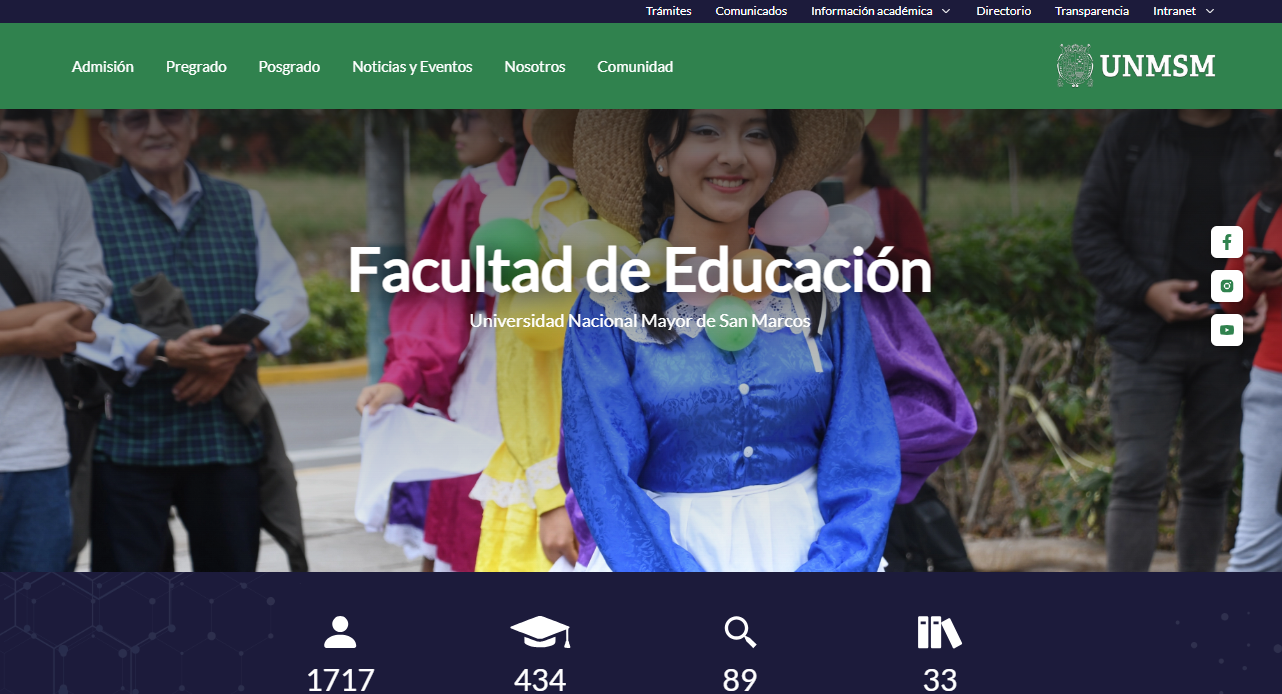 Trámites Comunicados Información académica Directorio Transparencia Intranet
Admisión Pregrado Posgrado Noticias y Eventos Nosotros Comunidad UNMSM
Facultad de Educación
Universidad Nacional Mayor de San Marcos
1717 434 89 33